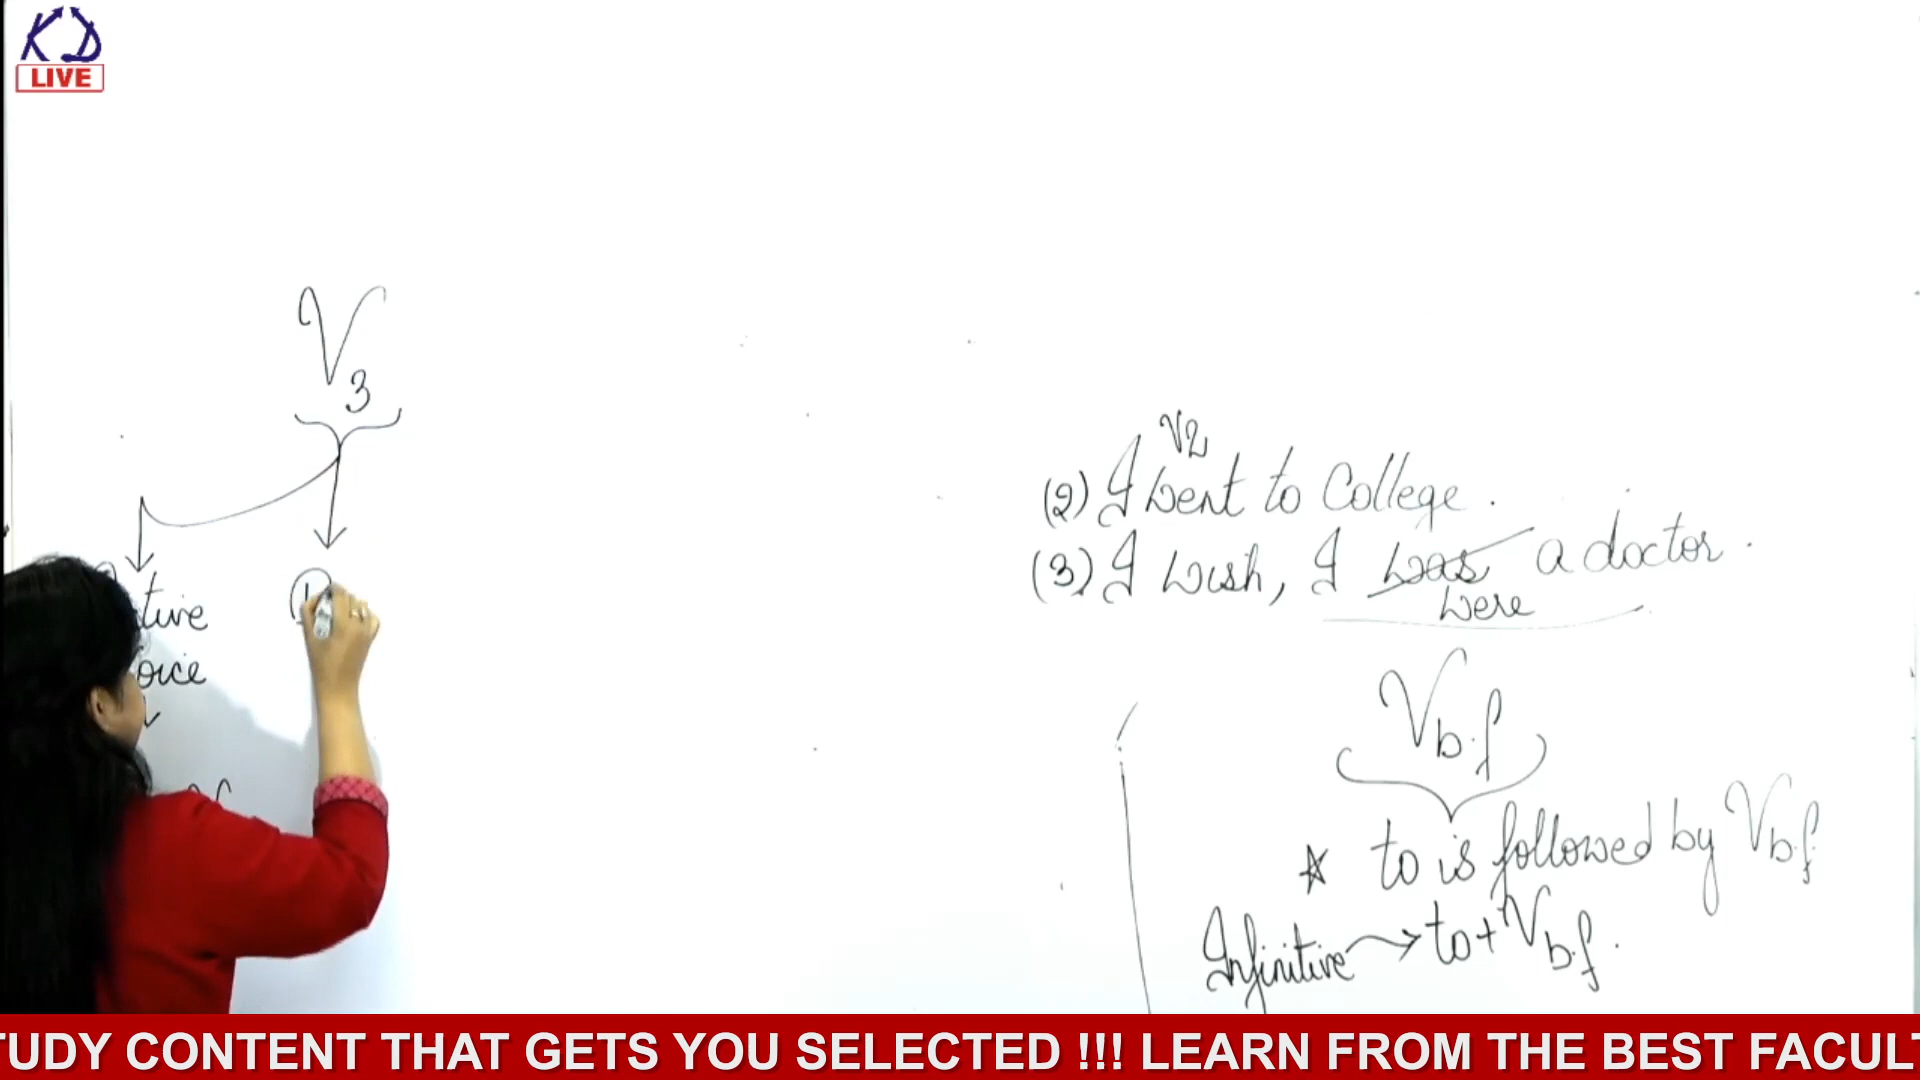 KD
LIVE
V3
tive
oice
V2
(2) I went to College.
(3) I wish, I was a doctor.
were
Vb.f
to is followed by Vb.f
Infinitive → to + Vb.f.
TUDY CONTENT THAT GETS YOU SELECTED !!! LEARN FROM THE BEST FACULT